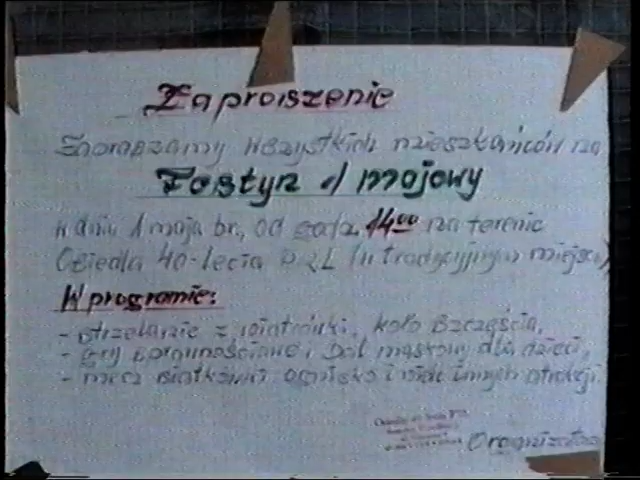 Zaproszenie
Zapraszamy wszystkich mieszkańców na
Festyn 1 majowy
w dniu 1 maja br, od godz. 14⁰⁰ na terenie
Osiedla 40-lecia PRL (w tradycyjnym miejscu)
W programie:
- strzelanie z wiatrówki, koło szczęścia,
- gry sprawnościowe i bal maskowy dla dzieci,
- mecz siatkówki ognisko i wiele innych atrakcji.
Organizator